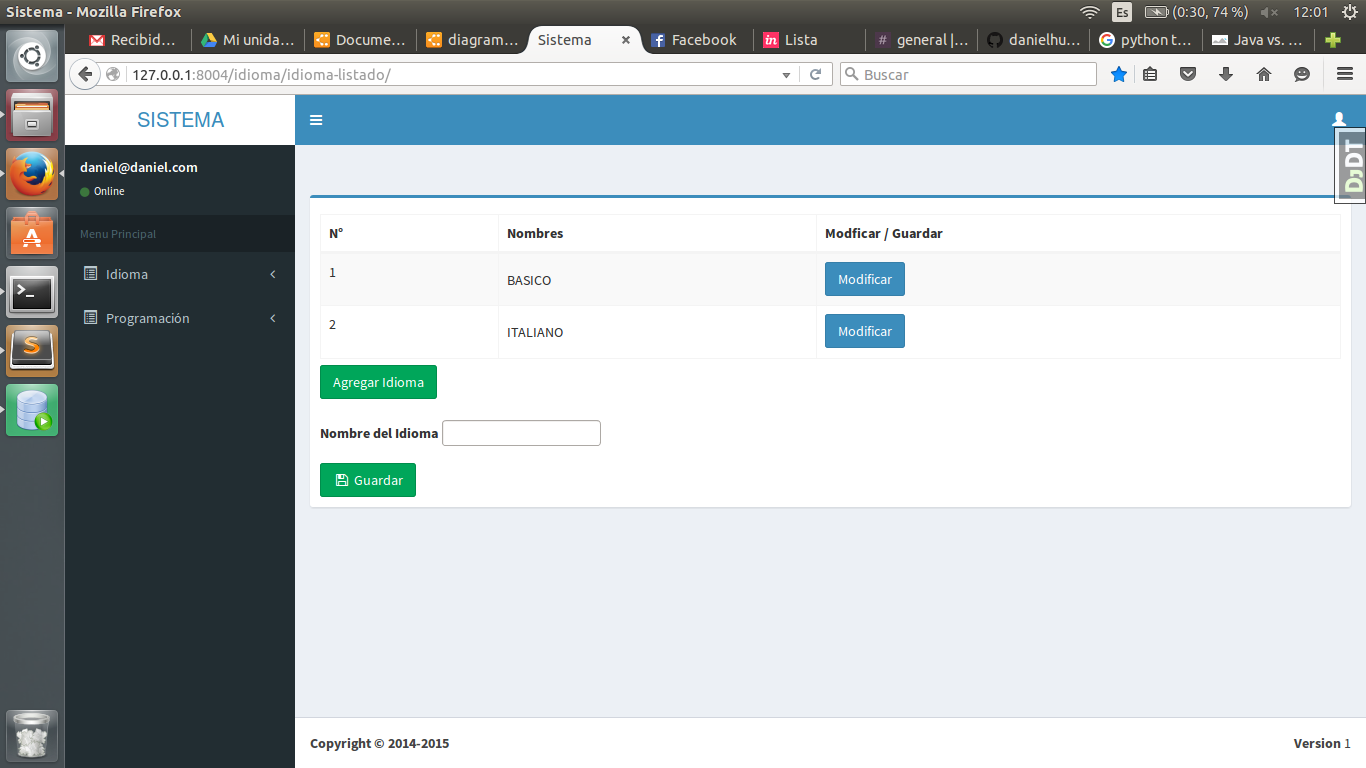 Sistema - Mozilla Firefox
Es (0:30, 74 %) 12:01
Recibid... Mi unida... Docume... diagram... Sistema × Facebook in Lista # general |... danielhu... python t... Java vs. ...
127.0.0.1:8004/idioma/idioma-listado/ Buscar
SISTEMA
DjDT
daniel@daniel.com
Online
Menu Principal
Idioma
Programación
N° Nombres Modficar / Guardar
1 BASICO Modificar
2 ITALIANO Modificar
Agregar Idioma
Nombre del Idioma
Guardar
Copyright © 2014-2015 Version 1